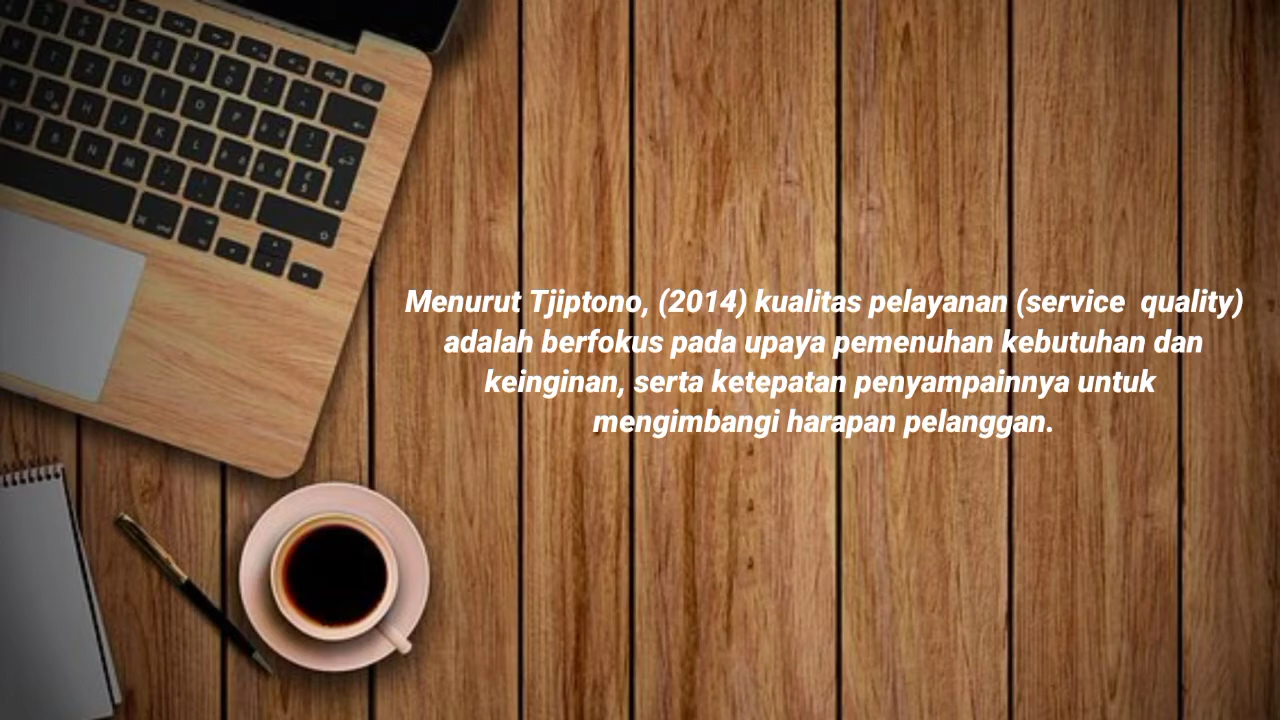 Menurut Tjiptono, (2014) kualitas pelayanan (service  quality)
adalah berfokus pada upaya pemenuhan kebutuhan dan
keinginan, serta ketepatan penyampainnya untuk
mengimbangi harapan pelanggan.